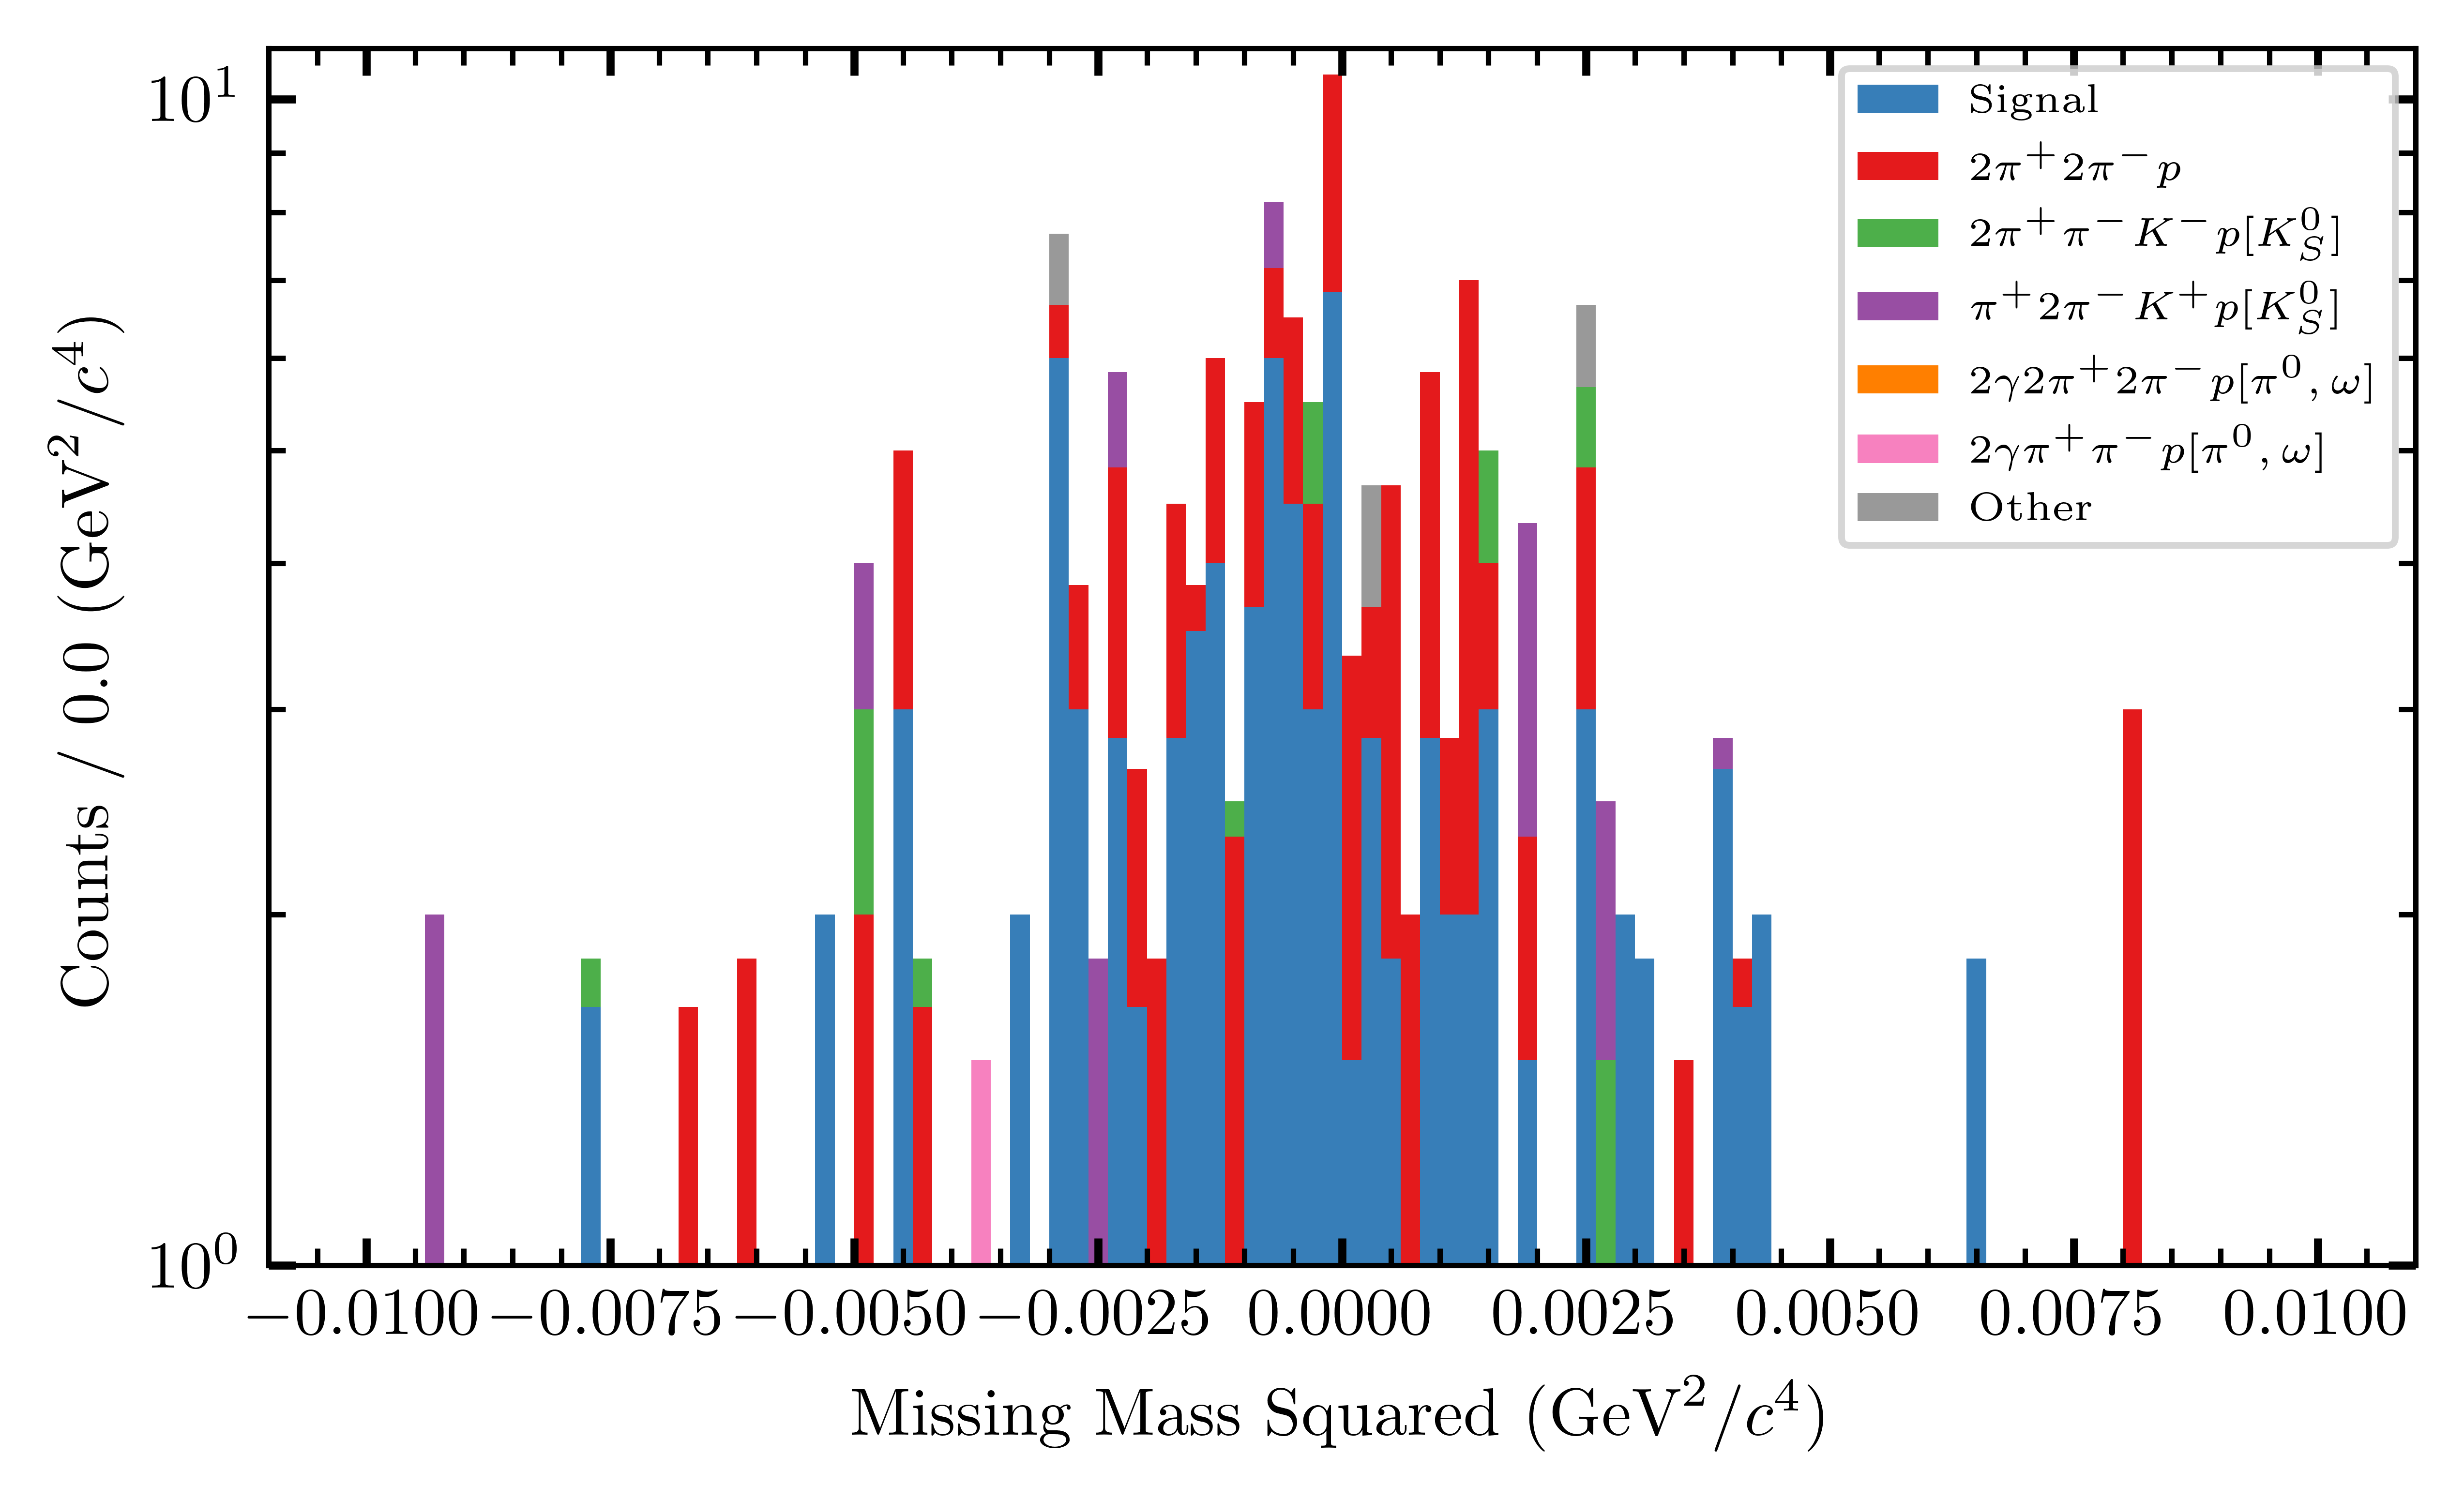 Counts / 0.0 (GeV²/c⁴)
10¹
10⁰
Signal
2π⁺2π⁻p
2π⁺π⁻K⁻p[K⁰_S]
π⁺2π⁻K⁺p[K⁰_S]
2γ2π⁺2π⁻p[π⁰, ω]
2γπ⁺π⁻p[π⁰, ω]
Other
−0.0100 −0.0075 −0.0050 −0.0025 0.0000 0.0025 0.0050 0.0075 0.0100
Missing Mass Squared (GeV²/c⁴)